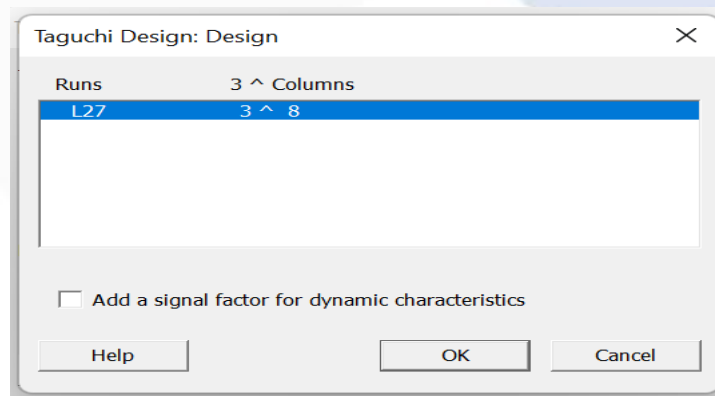 Taguchi Design: Design
Runs 3 ^ Columns
L27 3 ^ 8
Add a signal factor for dynamic characteristics
Help OK Cancel